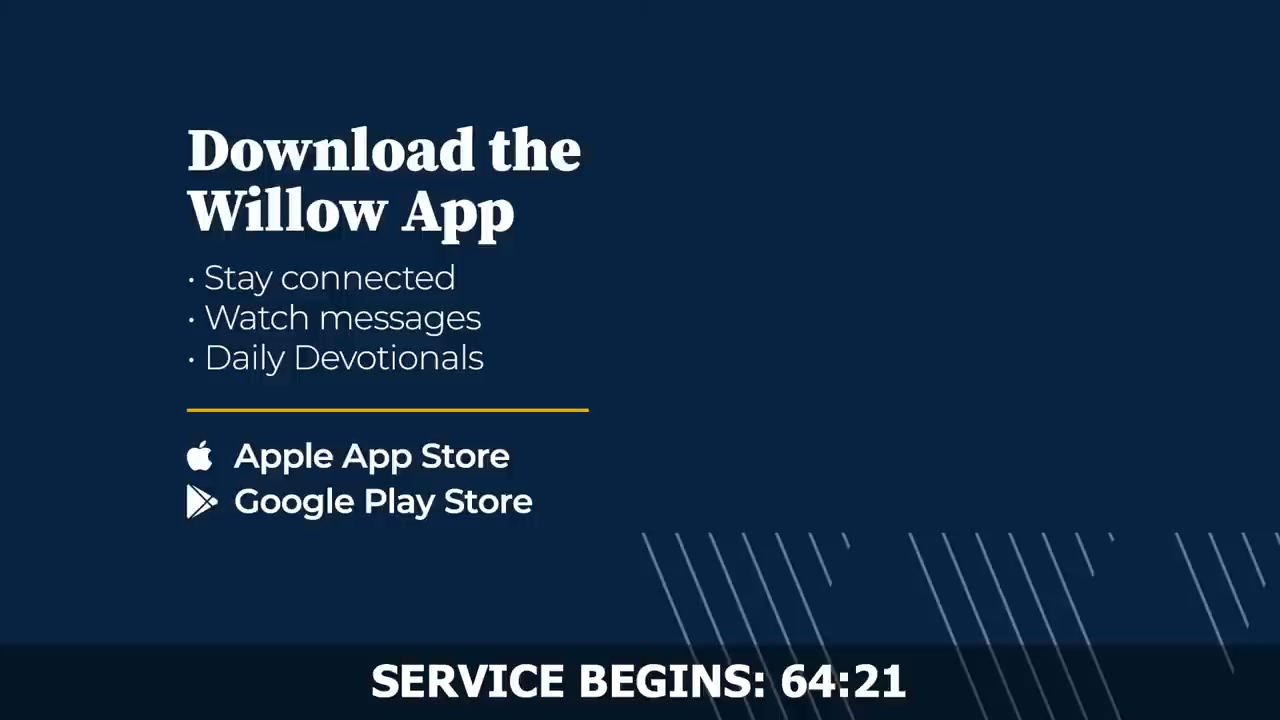 Download the
Willow App
· Stay connected
· Watch messages
· Daily Devotionals
Apple App Store
Google Play Store
SERVICE BEGINS: 64:21